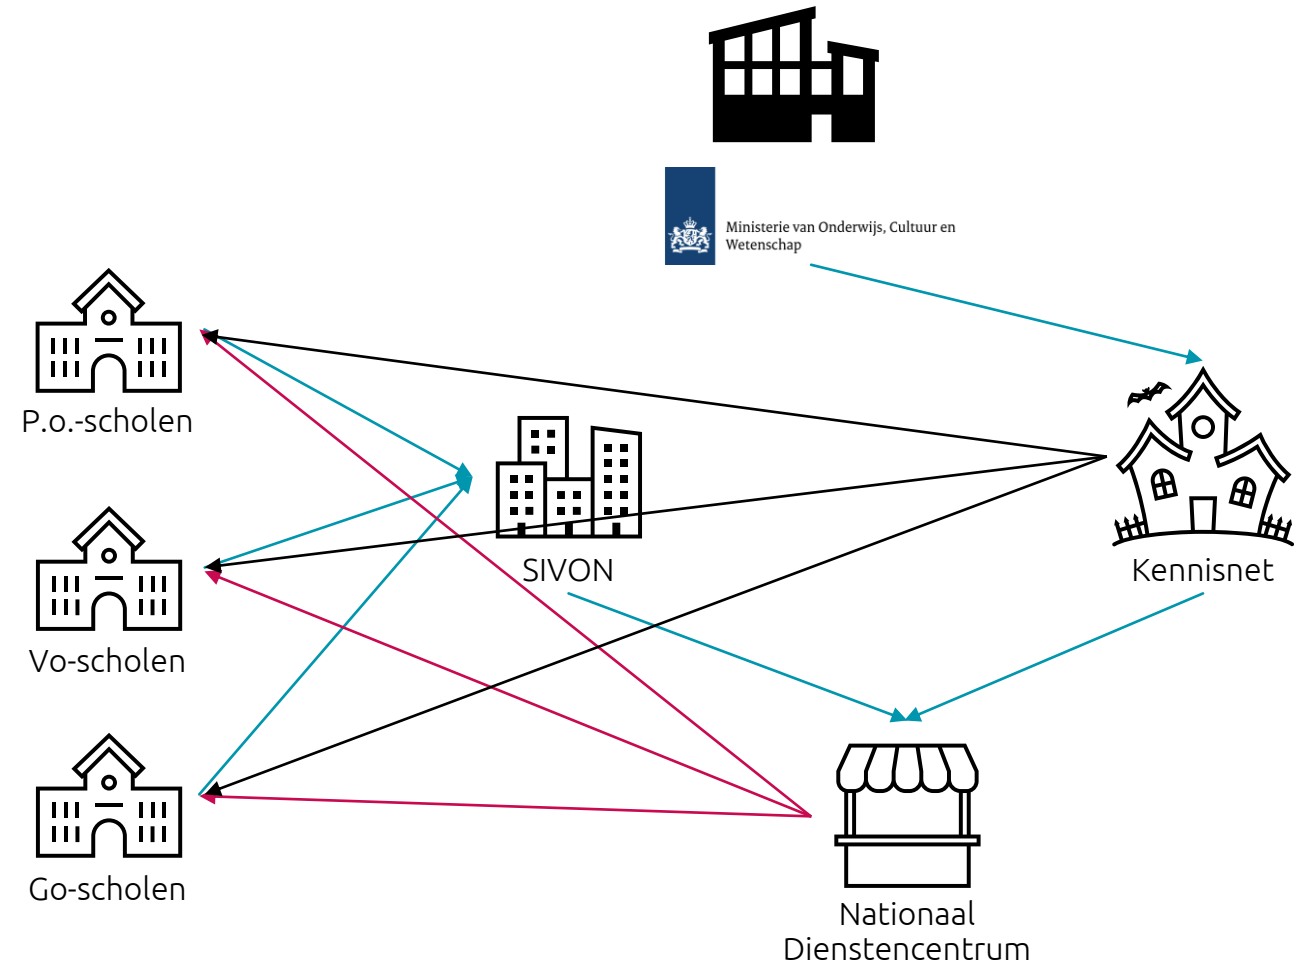 Ministerie van Onderwijs, Cultuur en
Wetenschap
P.o.-scholen
SIVON
Kennisnet
Vo-scholen
Go-scholen
Nationaal
Dienstencentrum